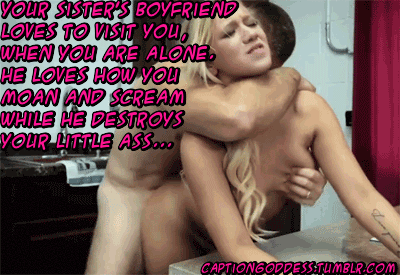 YOUR SISTER'S BOYFRIEND
LOVES TO VISIT YOU,
WHEN YOU ARE ALONE.
HE LOVES HOW YOU
MOAN AND SCREAM
WHILE HE DESTROYS
YOUR LITTLE ASS...
CAPTIONGODDESS.TUMBLR.COM